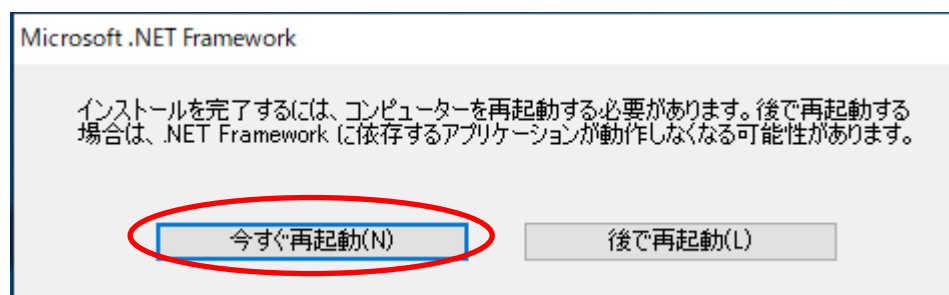 Microsoft .NET Framework
インストールを完了するには、コンピューターを再起動する必要があります。後で再起動する
場合は、.NET Framework に依存するアプリケーションが動作しなくなる可能性があります。
今すぐ再起動(N)
後で再起動(L)